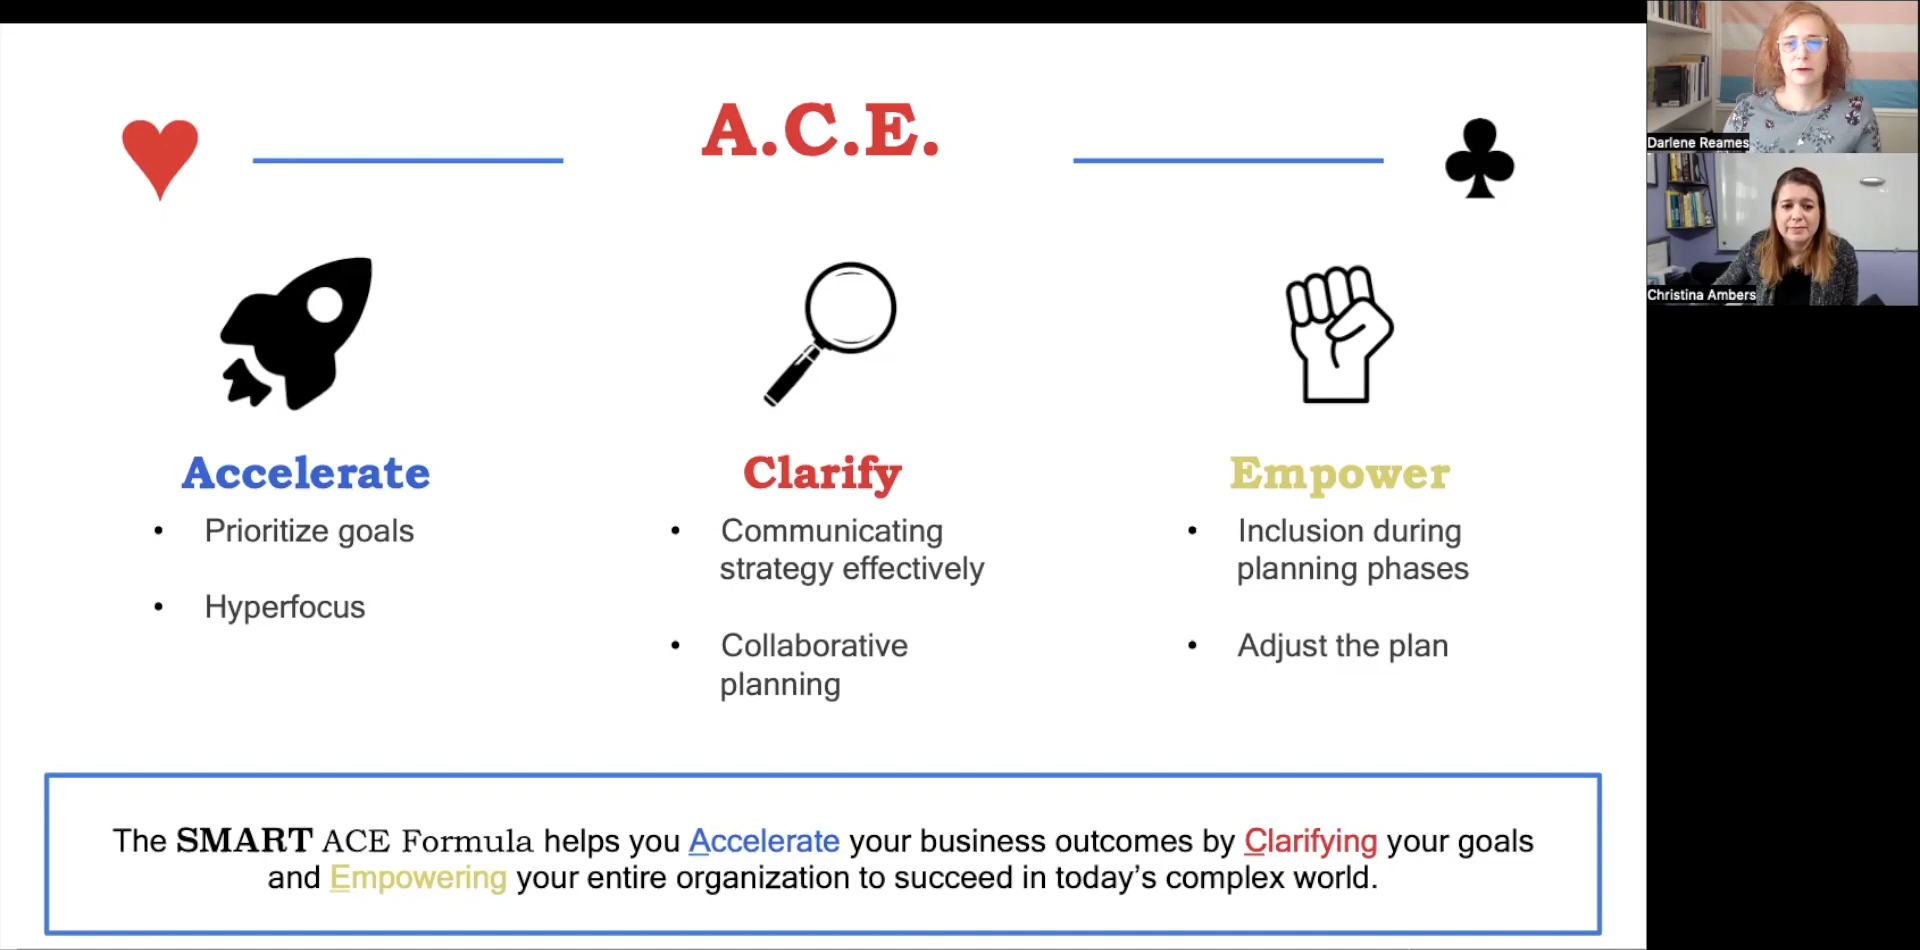 A.C.E.
Accelerate
• Prioritize goals
• Hyperfocus
Clarify
• Communicating
strategy effectively
• Collaborative
planning
Empower
• Inclusion during
planning phases
• Adjust the plan
The SMART ACE Formula helps you Accelerate your business outcomes by Clarifying your goals
and Empowering your entire organization to succeed in today’s complex world.
Darlene Reames
Christina Ambers